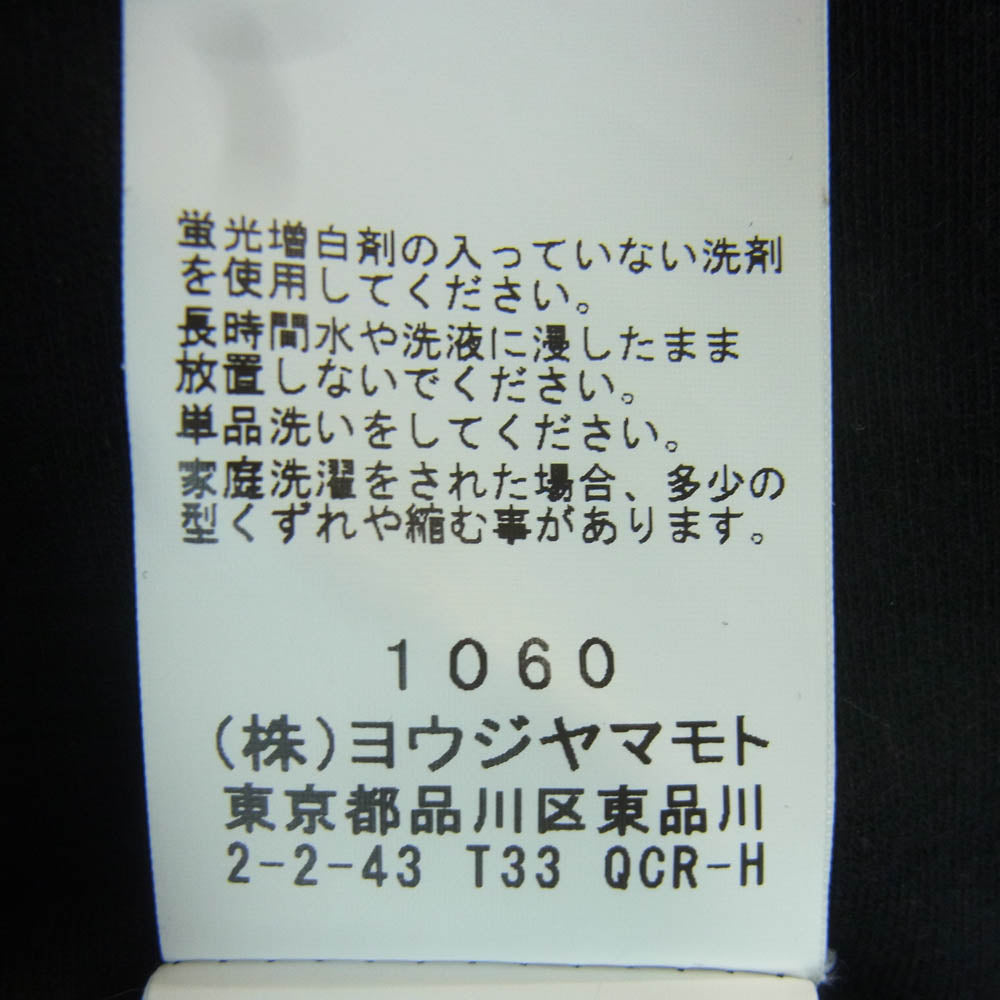 蛍光増白剤の入っていない洗剤
を使用してください。
長時間水や洗液に浸したまま
放置しないでください。
単品洗いをしてください。
家庭洗濯をされた場合、多少の
型くずれや縮む事があります。
1060
(株)ヨウジヤマモト
東京都品川区東品川
2-2-43 T33 QCR-H